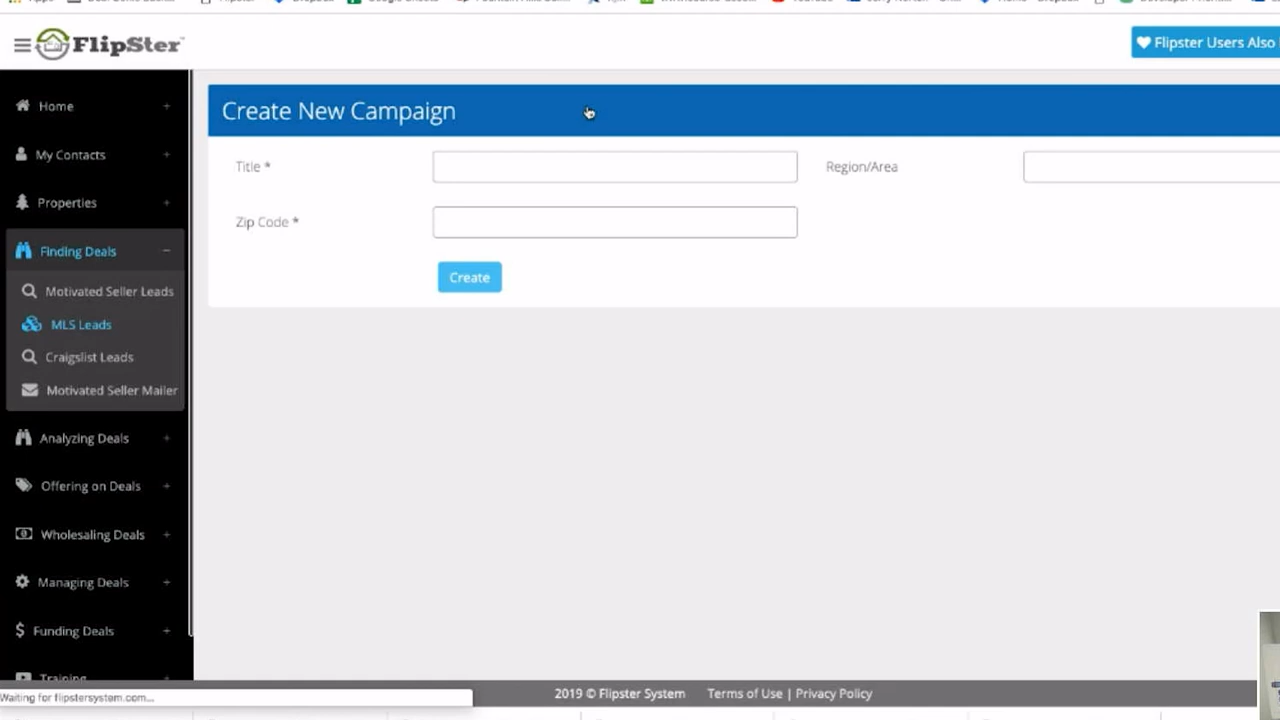 FlipSter
Flipster Users Also
Home
My Contacts
Properties
Finding Deals
Motivated Seller Leads
MLS Leads
Craigslist Leads
Motivated Seller Mailer
Analyzing Deals
Offering on Deals
Wholesaling Deals
Managing Deals
Funding Deals
Training
Create New Campaign
Title *
Region/Area
Zip Code *
Create
Waiting for flipstersystem.com...
2019 © Flipster System Terms of Use | Privacy Policy